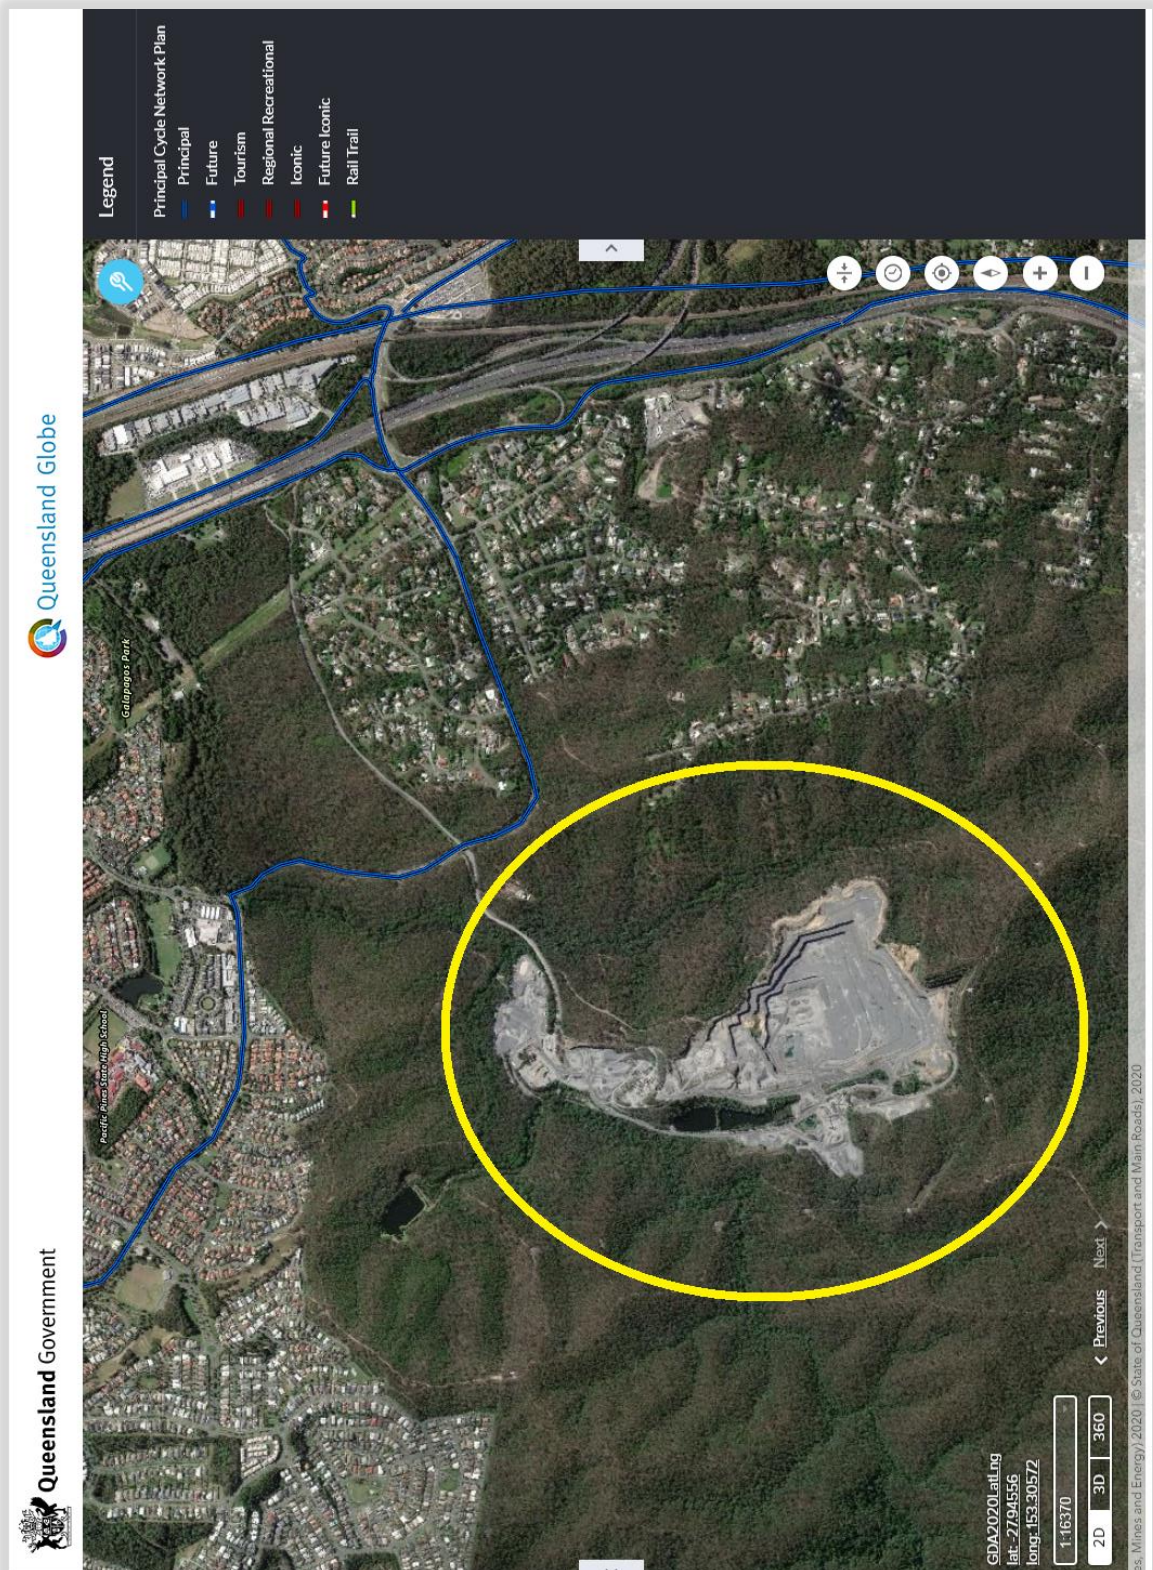 Queensland Government
Queensland Globe
Legend
Principal Cycle Network Plan
Principal
Future
Tourism
Regional Recreational
Iconic
Future Iconic
Rail Trail
Galapagos Park
Pacific Pines State High School
GDA2020LatLng
lat: -27.94556
long: 153.30572
1:16370
2D 3D 360
Previous Next
es, Mines and Energy) 2020 | © State of Queensland (Transport and Main Roads), 2020